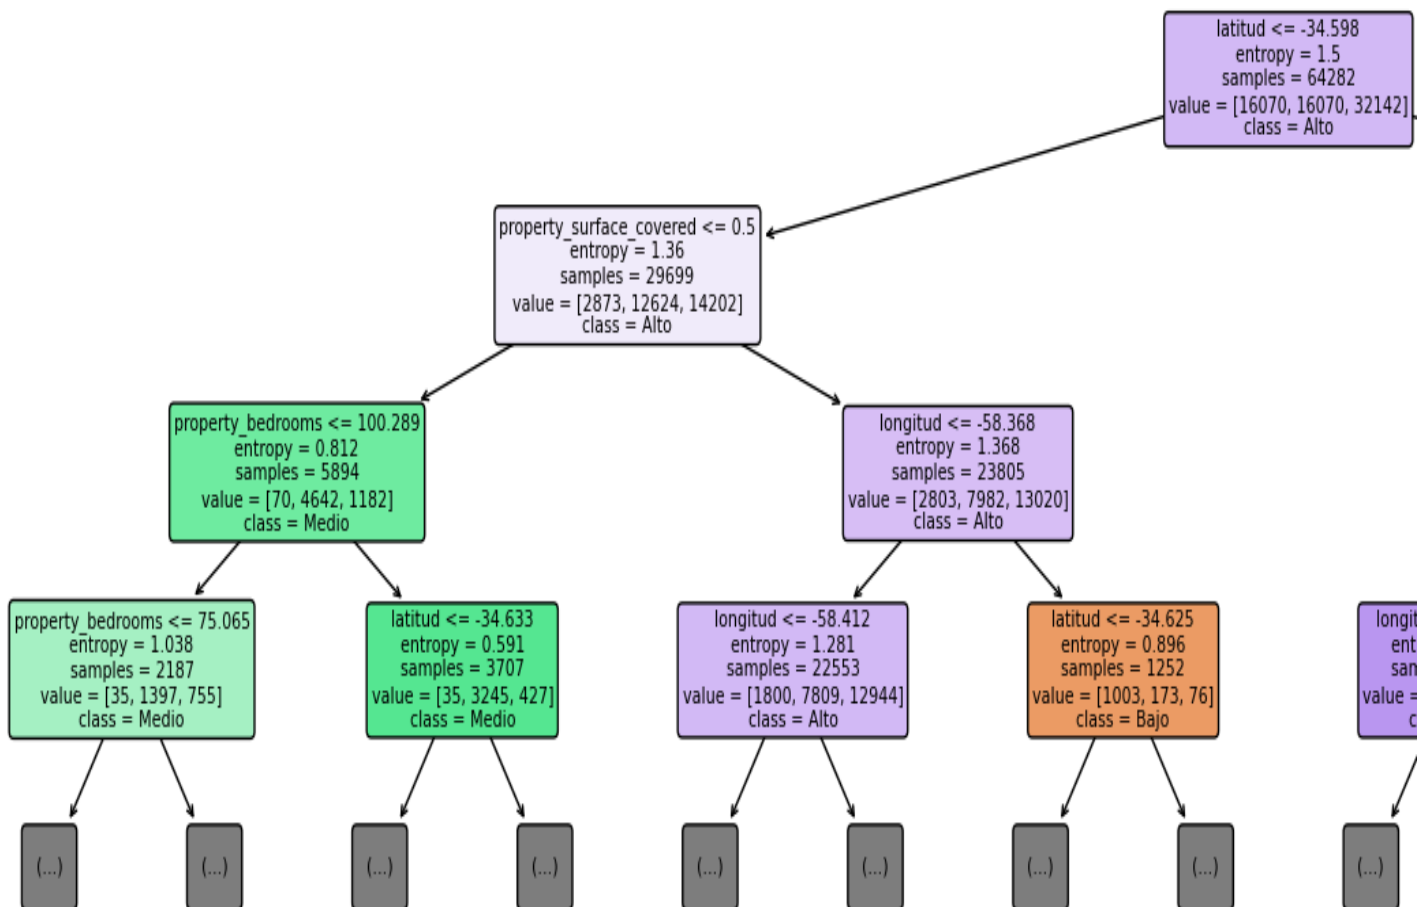 latitud <= -34.598
entropy = 1.5
samples = 64282
value = [16070, 16070, 32142]
class = Alto
property_surface_covered <= 0.5
entropy = 1.36
samples = 29699
value = [2873, 12624, 14202]
class = Alto
property_bedrooms <= 100.289
entropy = 0.812
samples = 5894
value = [70, 4642, 1182]
class = Medio
longitud <= -58.368
entropy = 1.368
samples = 23805
value = [2803, 7982, 13020]
class = Alto
property_bedrooms <= 75.065
entropy = 1.038
samples = 2187
value = [35, 1397, 755]
class = Medio
latitud <= -34.633
entropy = 0.591
samples = 3707
value = [35, 3245, 427]
class = Medio
longitud <= -58.412
entropy = 1.281
samples = 22553
value = [1800, 7809, 12944]
class = Alto
latitud <= -34.625
entropy = 0.896
samples = 1252
value = [1003, 173, 76]
class = Bajo
value =
(...)
(...)
(...)
(...)
(...)
(...)
(...)
(...)
(...)